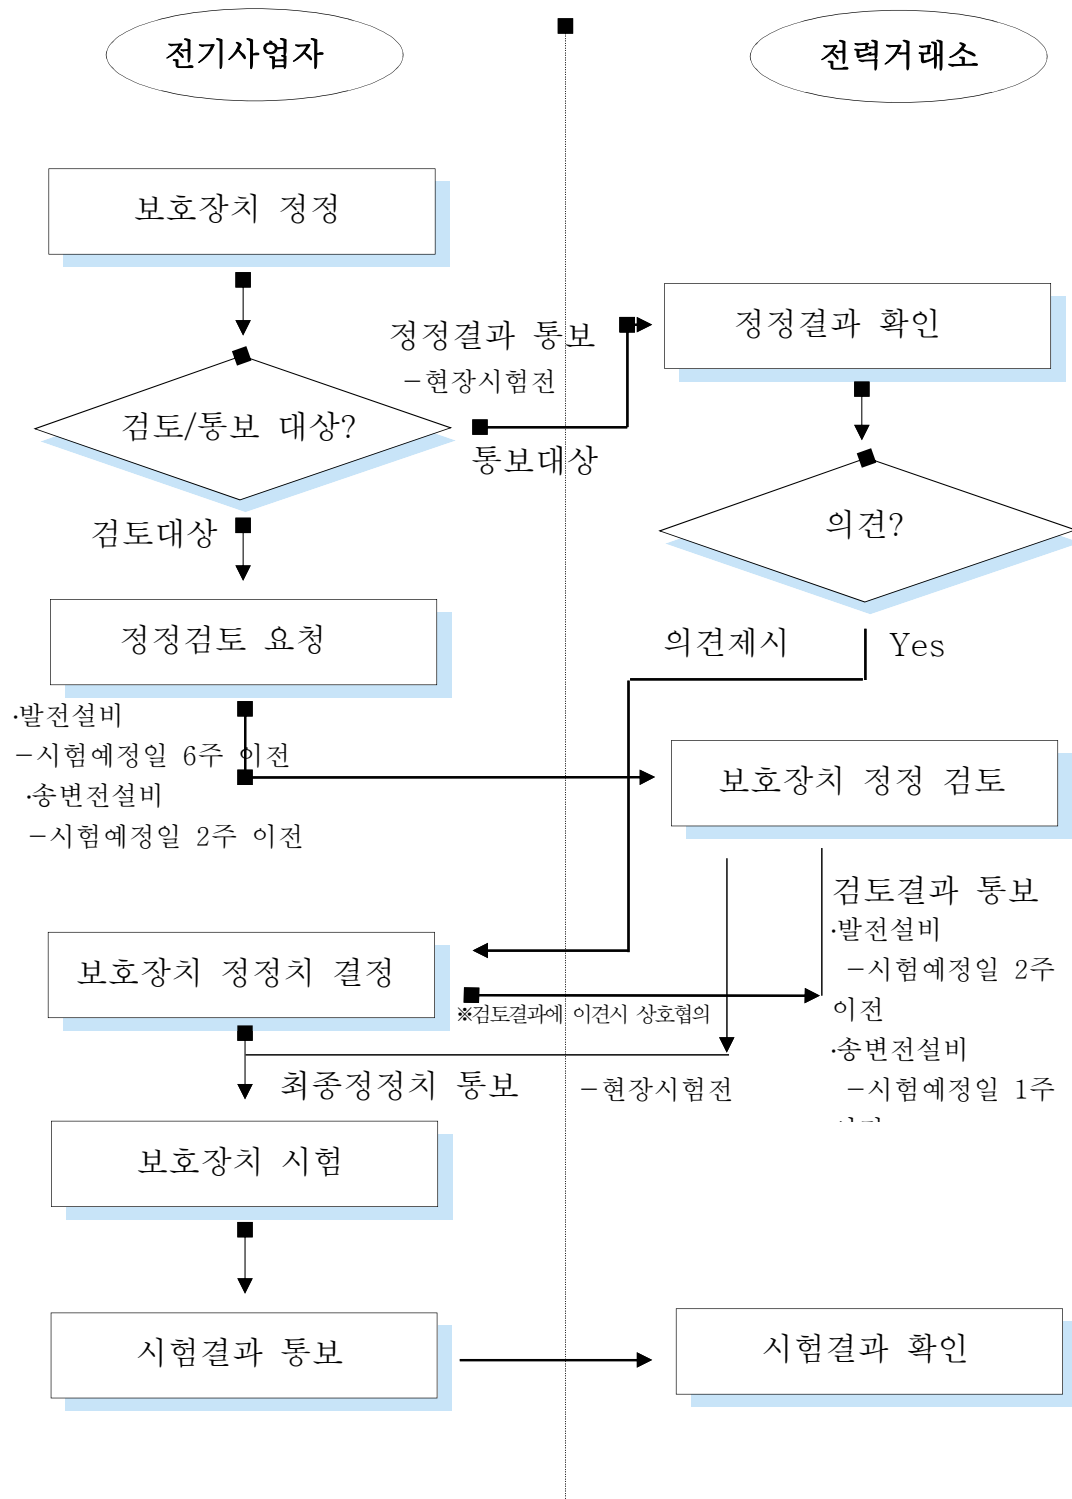 전기사업자
전력거래소
보호장치 정정
정정결과 통보
-현장시험전
정정결과 확인
검토/통보 대상?
통보대상
검토대상
의견?
정정검토 요청
의견제시
Yes
·발전설비
-시험예정일 6주 이전
·송변전설비
-시험예정일 2주 이전
보호장치 정정 검토
검토결과 통보
·발전설비
-시험예정일 2주
이전
·송변전설비
-시험예정일 1주
보호장치 정정치 결정
※검토결과에 이견시 상호협의
최종정정치 통보
-현장시험전
보호장치 시험
시험결과 통보
시험결과 확인